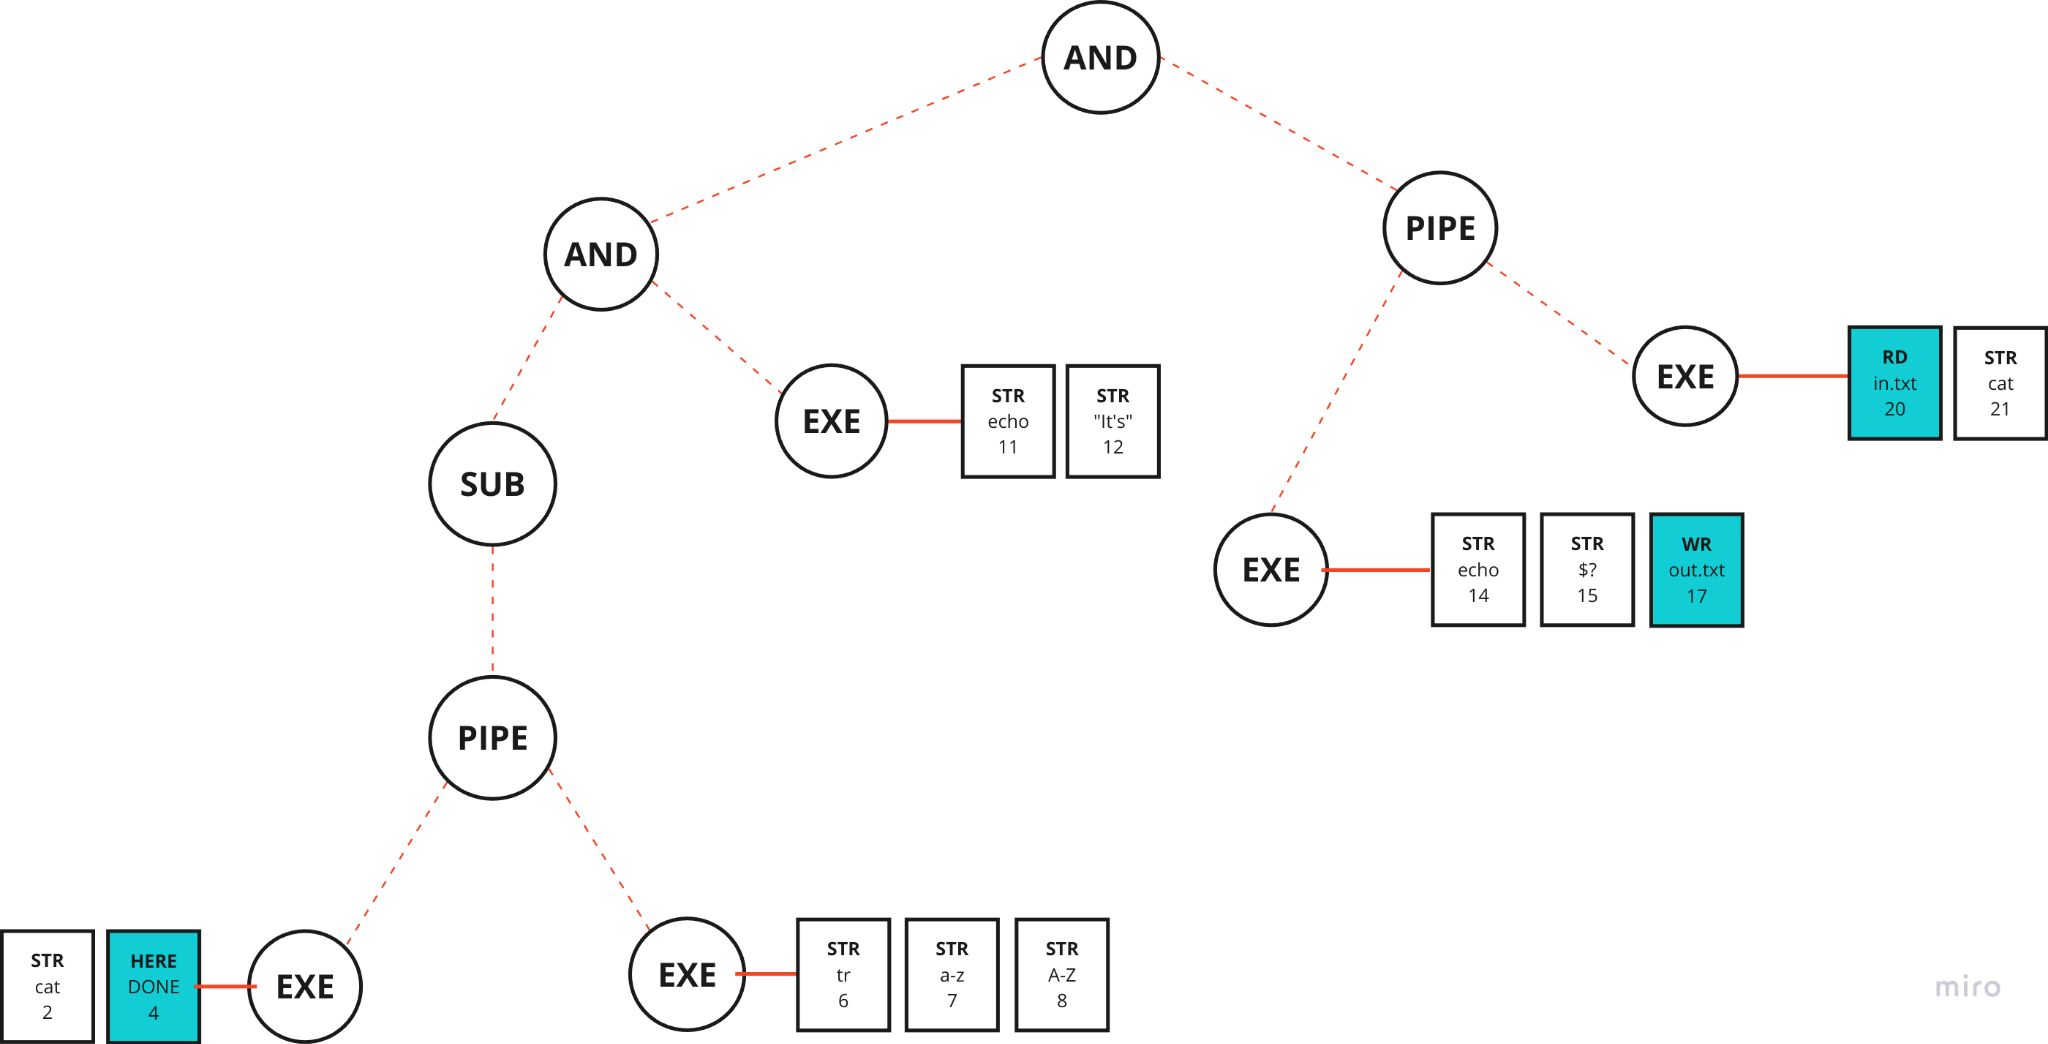 AND
AND
PIPE
SUB
EXE
STR
echo
11
STR
"It's"
12
EXE
RD
in.txt
20
STR
cat
21
EXE
STR
echo
14
STR
$?
15
WR
out.txt
17
PIPE
STR
cat
2
HERE
DONE
4
EXE
EXE
STR
tr
6
STR
a-z
7
STR
A-Z
8
miro